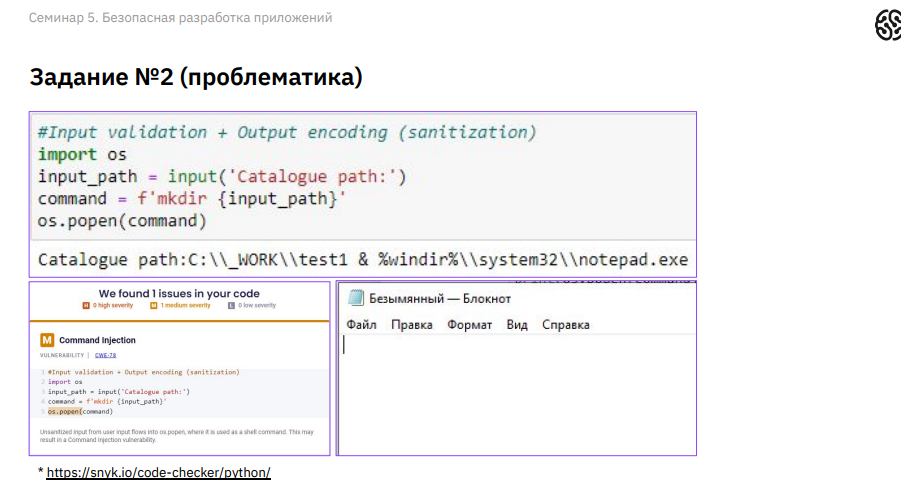 Семинар 5. Безопасная разработка приложений
Задание №2 (проблематика)
#Input validation + Output encoding (sanitization)
import os
input_path = input('Catalogue path:')
command = f'mkdir {input_path}'
os.popen(command)
Catalogue path:C:\\_WORK\\test1 & %windir%\\system32\\notepad.exe
We found 1 issues in your code
H 0 high severity M 1 medium severity L 0 low severity
M Command Injection
VULNERABILITY | CWE-78
1 #Input validation + Output encoding (sanitization)
2 import os
3 input_path = input('Catalogue path:')
4 command = f'mkdir {input_path}'
5 os.popen(command)
Unsanitized input from user input flows into os.popen, where it is used as a shell command. This may
result in a Command Injection vulnerability.
Безымянный — Блокнот
Файл Правка Формат Вид Справка
* https://snyk.io/code-checker/python/